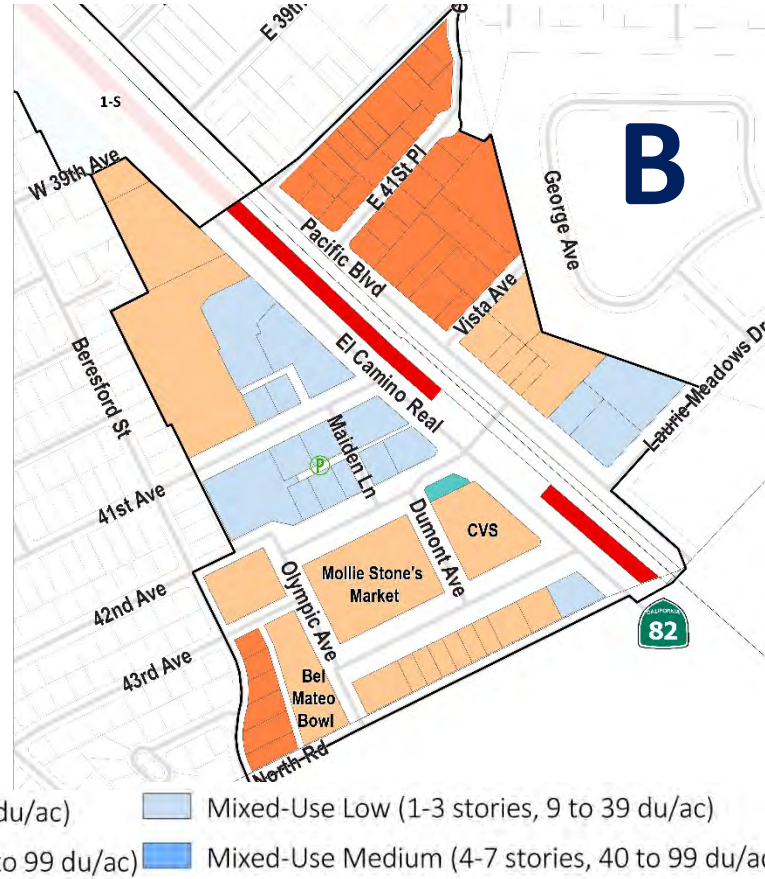 E 39th
1-S
W 39th Ave
E 41St Pl
B
George Ave
Pacific Blvd
Vista Ave
Beresford St
El Camino Real
Laurie Meadows Dr
Maiden Ln
P
41st Ave
Dumont Ave
CVS
Mollie Stone's
Market
Olympic Ave
42nd Ave
CALIFORNIA
82
43rd Ave
Bel
Mateo
Bowl
North Rd
du/ac)
Mixed-Use Low (1-3 stories, 9 to 39 du/ac)
to 99 du/ac)
Mixed-Use Medium (4-7 stories, 40 to 99 du/ac